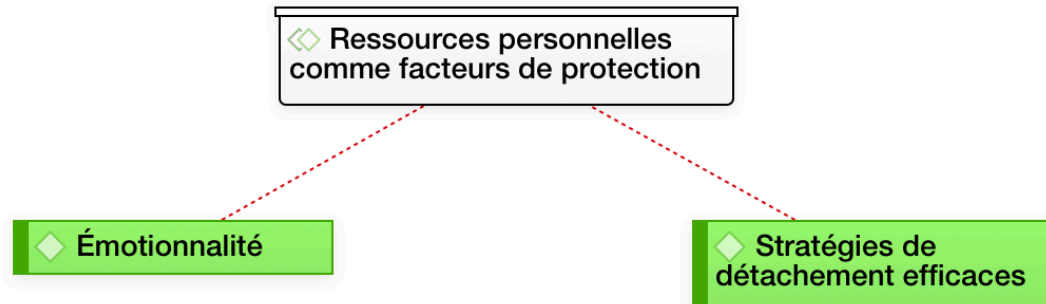 Ressources personnelles
comme facteurs de protection
Émotionnalité
Stratégies de
détachement efficaces